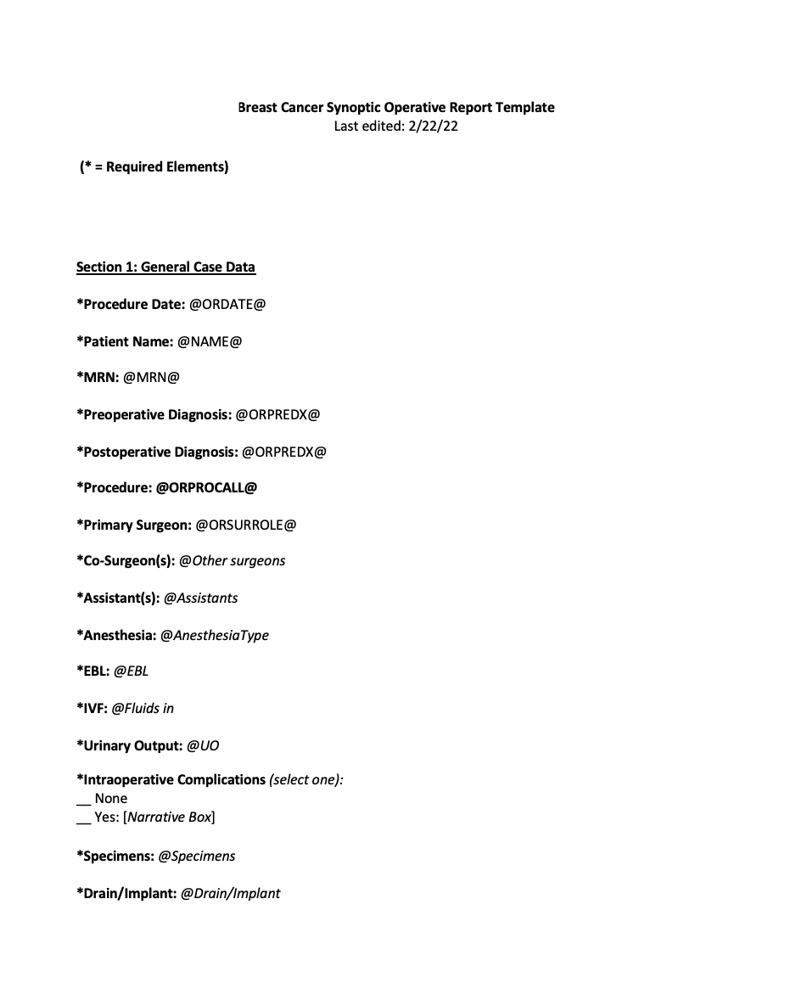 Breast Cancer Synoptic Operative Report Template
Last edited: 2/22/22
(* = Required Elements)
Section 1: General Case Data
*Procedure Date: @ORDATE@
*Patient Name: @NAME@
*MRN: @MRN@
*Preoperative Diagnosis: @ORPREDX@
*Postoperative Diagnosis: @ORPREDX@
*Procedure: @ORPROCALL@
*Primary Surgeon: @ORSURROLE@
*Co-Surgeon(s): @Other surgeons
*Assistant(s): @Assistants
*Anesthesia: @AnesthesiaType
*EBL: @EBL
*IVF: @Fluids in
*Urinary Output: @UO
*Intraoperative Complications (select one):
__ None
__ Yes: [Narrative Box]
*Specimens: @Specimens
*Drain/Implant: @Drain/Implant